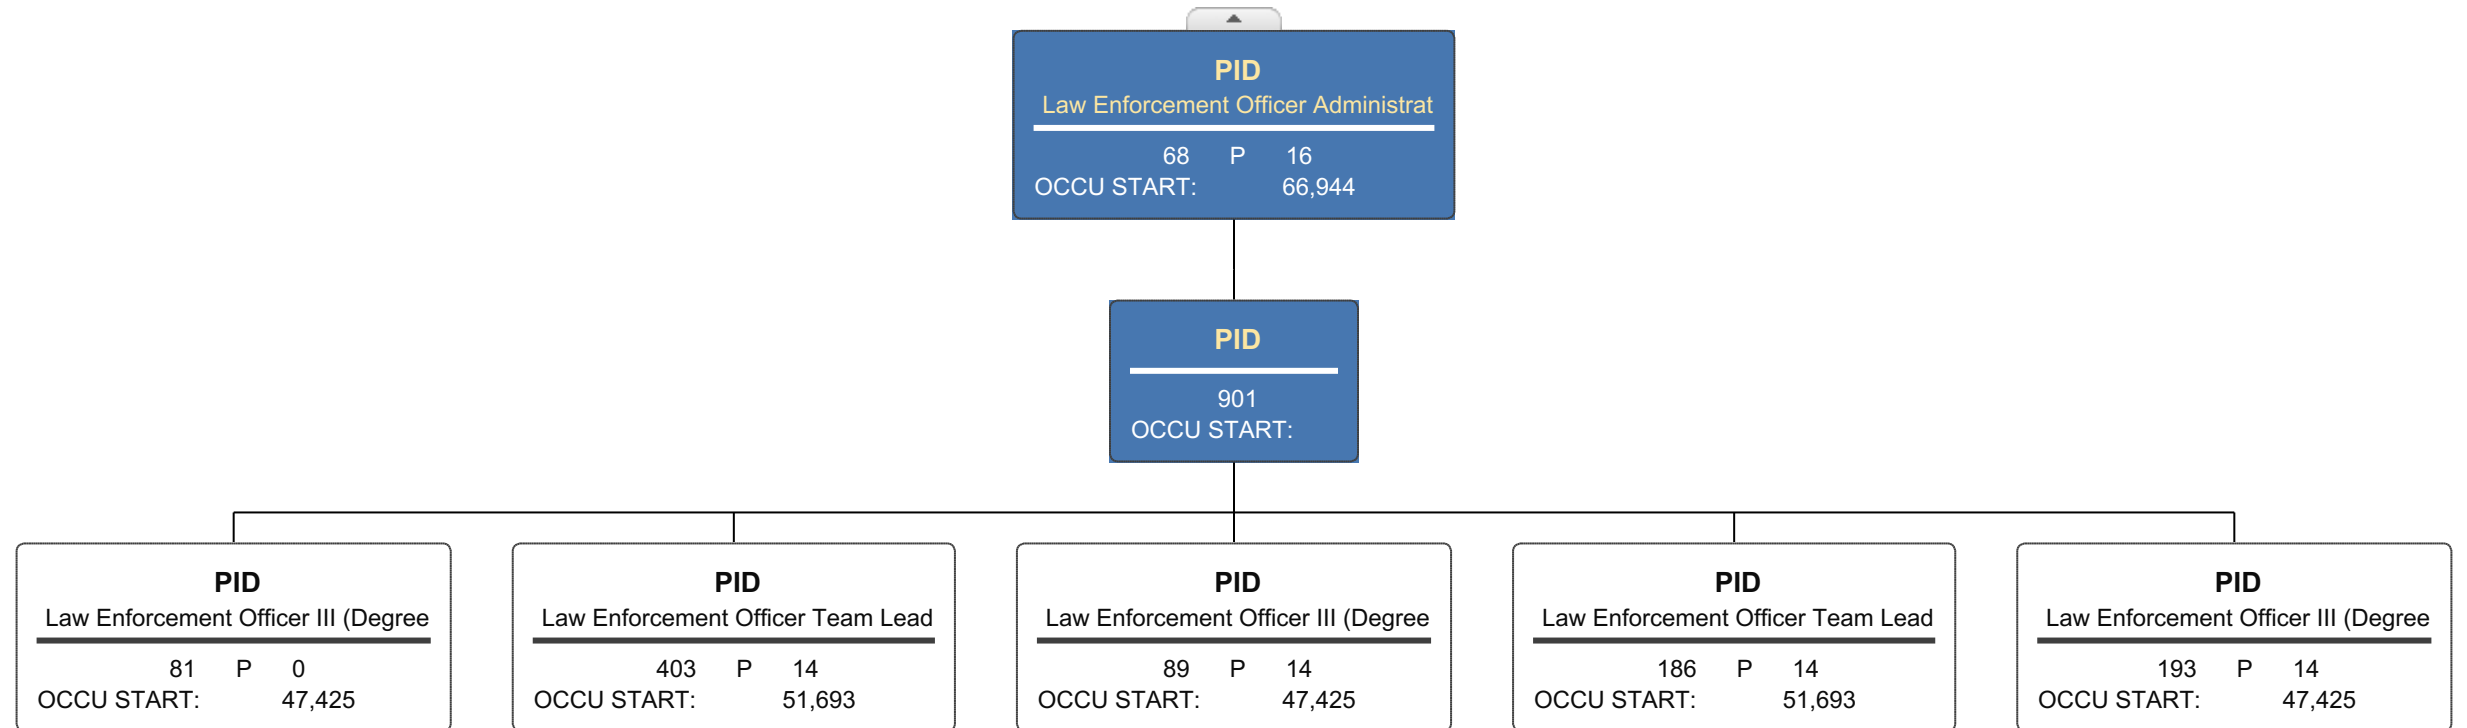 PID
Law Enforcement Officer Administrat
68 P 16
OCCU START: 66,944
PID
901
OCCU START:
PID
Law Enforcement Officer III (Degree
81 P 0
OCCU START: 47,425
PID
Law Enforcement Officer Team Lead
403 P 14
OCCU START: 51,693
PID
Law Enforcement Officer III (Degree
89 P 14
OCCU START: 47,425
PID
Law Enforcement Officer Team Lead
186 P 14
OCCU START: 51,693
PID
Law Enforcement Officer III (Degree
193 P 14
OCCU START: 47,425